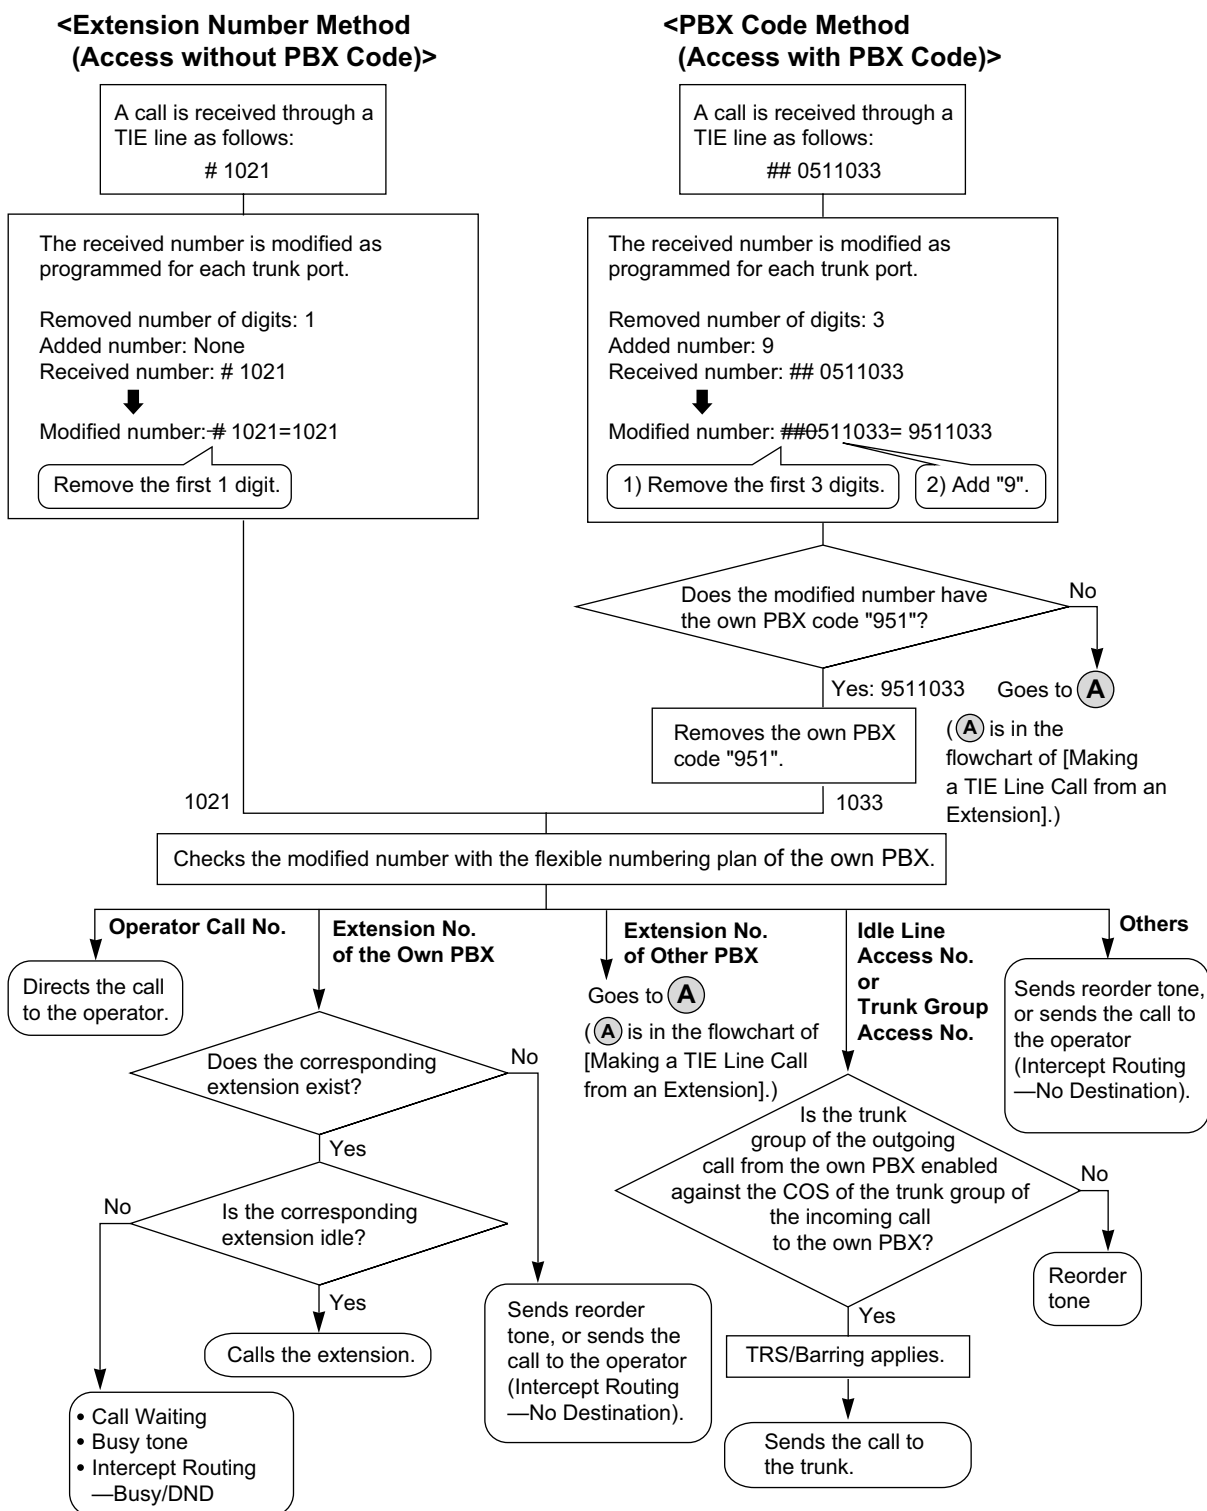 <Extension Number Method
(Access without PBX Code)>
A call is received through a
TIE line as follows:
# 1021
The received number is modified as
programmed for each trunk port.
Removed number of digits: 1
Added number: None
Received number: # 1021
Modified number: # 1021=1021
Remove the first 1 digit.
<PBX Code Method
(Access with PBX Code)>
A call is received through a
TIE line as follows:
## 0511033
The received number is modified as
programmed for each trunk port.
Removed number of digits: 3
Added number: 9
Received number: ## 0511033
Modified number: ##0511033= 9511033
1) Remove the first 3 digits.
2) Add "9".
Does the modified number have
the own PBX code "951"?
No
Goes to A
(A is in the
flowchart of [Making
a TIE Line Call from an
Extension].)
Yes: 9511033
Removes the own PBX
code "951".
1021
1033
Checks the modified number with the flexible numbering plan of the own PBX.
Operator Call No.
Directs the call
to the operator.
Extension No.
of the Own PBX
Does the corresponding
extension exist?
No
Yes
Is the corresponding
extension idle?
No
Yes
Calls the extension.
• Call Waiting
• Busy tone
• Intercept Routing
—Busy/DND
Sends reorder
tone, or sends the
call to the operator
(Intercept Routing
—No Destination).
Extension No.
of Other PBX
Goes to A
(A is in the flowchart of
[Making a TIE Line Call
from an Extension].)
Idle Line
Access No.
or
Trunk Group
Access No.
Is the trunk
group of the outgoing
call from the own PBX enabled
against the COS of the trunk group of
the incoming call
to the own PBX?
No
Reorder
tone
Yes
TRS/Barring applies.
Sends the call to
the trunk.
Others
Sends reorder tone,
or sends the call to
the operator
(Intercept Routing
—No Destination).